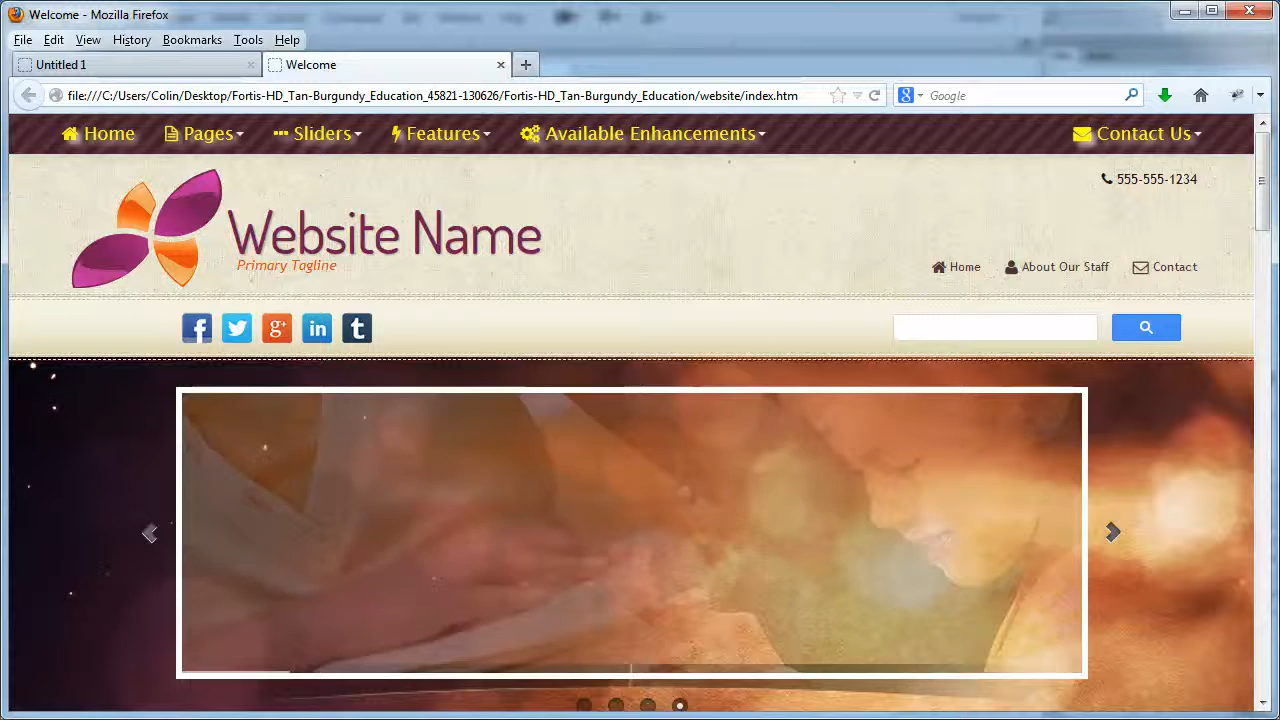 Welcome - Mozilla Firefox
File Edit View History Bookmarks Tools Help
Untitled 1
Welcome
file:///C:/Users/Colin/Desktop/Fortis-HD_Tan-Burgundy_Education_45821-130626/Fortis-HD_Tan-Burgundy_Education/website/index.htm
Google
Home Pages Sliders Features Available Enhancements Contact Us
555-555-1234
Website Name
Primary Tagline
Home About Our Staff Contact